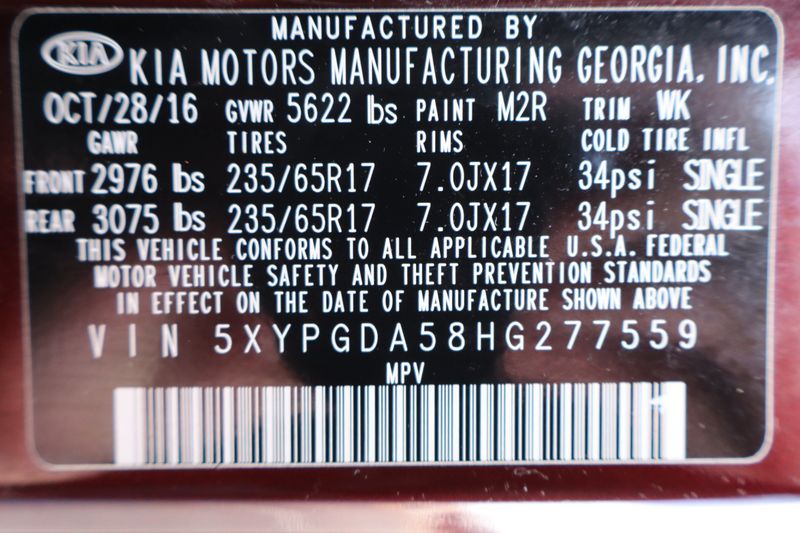 MANUFACTURED BY
KIA KIA MOTORS MANUFACTURING GEORGIA, INC.
OCT/28/16 GVWR 5622 lbs PAINT M2R TRIM WK
GAWR TIRES RIMS COLD TIRE INFL
FRONT 2976 lbs 235/65R17 7.0JX17 34psi SINGLE
REAR 3075 lbs 235/65R17 7.0JX17 34psi SINGLE
THIS VEHICLE CONFORMS TO ALL APPLICABLE U.S.A. FEDERAL
MOTOR VEHICLE SAFETY AND THEFT PREVENTION STANDARDS
IN EFFECT ON THE DATE OF MANUFACTURE SHOWN ABOVE
VIN 5XYPGDA58HG277559
MPV